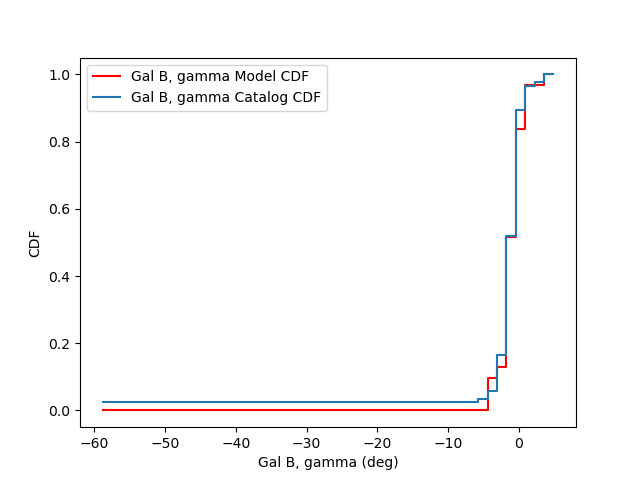 Gal B, gamma Model CDF
Gal B, gamma Catalog CDF
1.0
0.8
0.6
0.4
0.2
0.0
CDF
−60 −50 −40 −30 −20 −10 0
Gal B, gamma (deg)